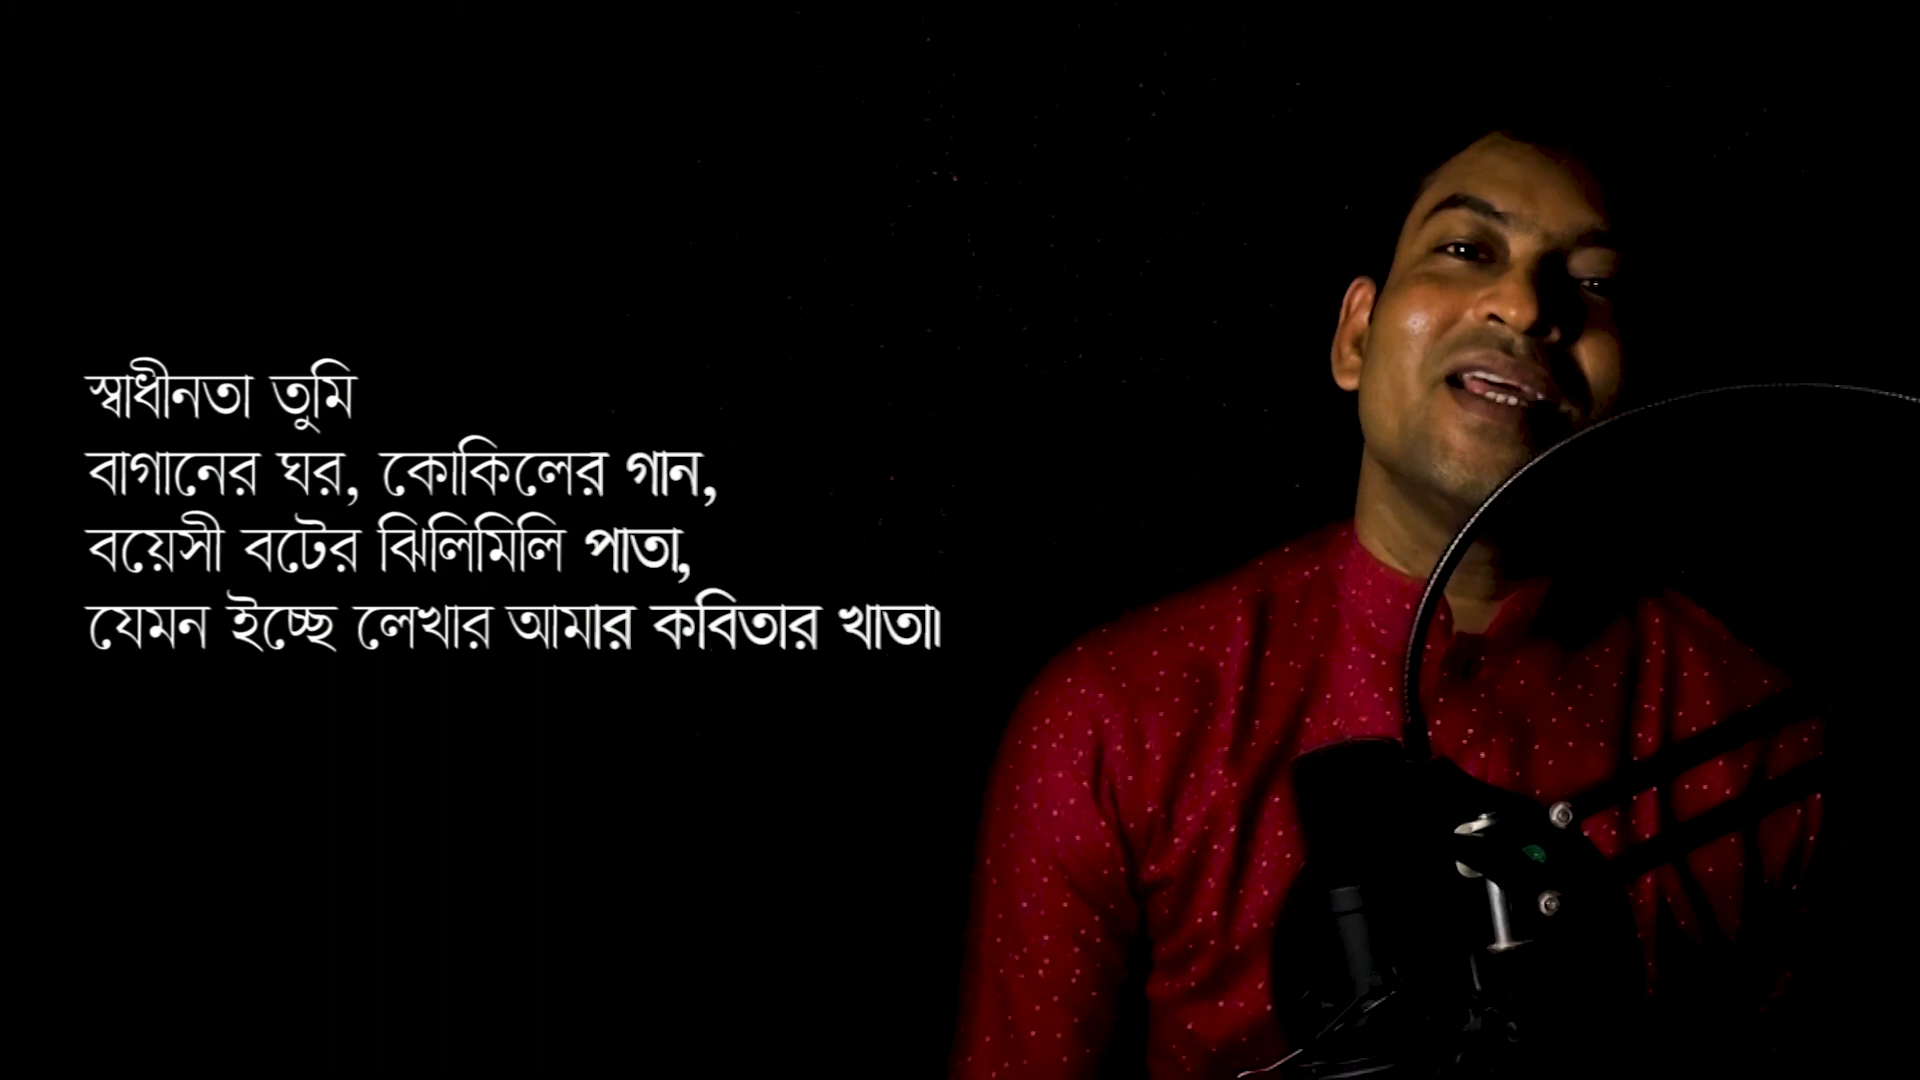 স্বাধীনতা তুমি
বাগানের ঘর, কোকিলের গান,
বয়েসী বটের ঝিলিমিলি পাতা,
যেমন ইচ্ছে লেখার আমার কবিতার খাতা।